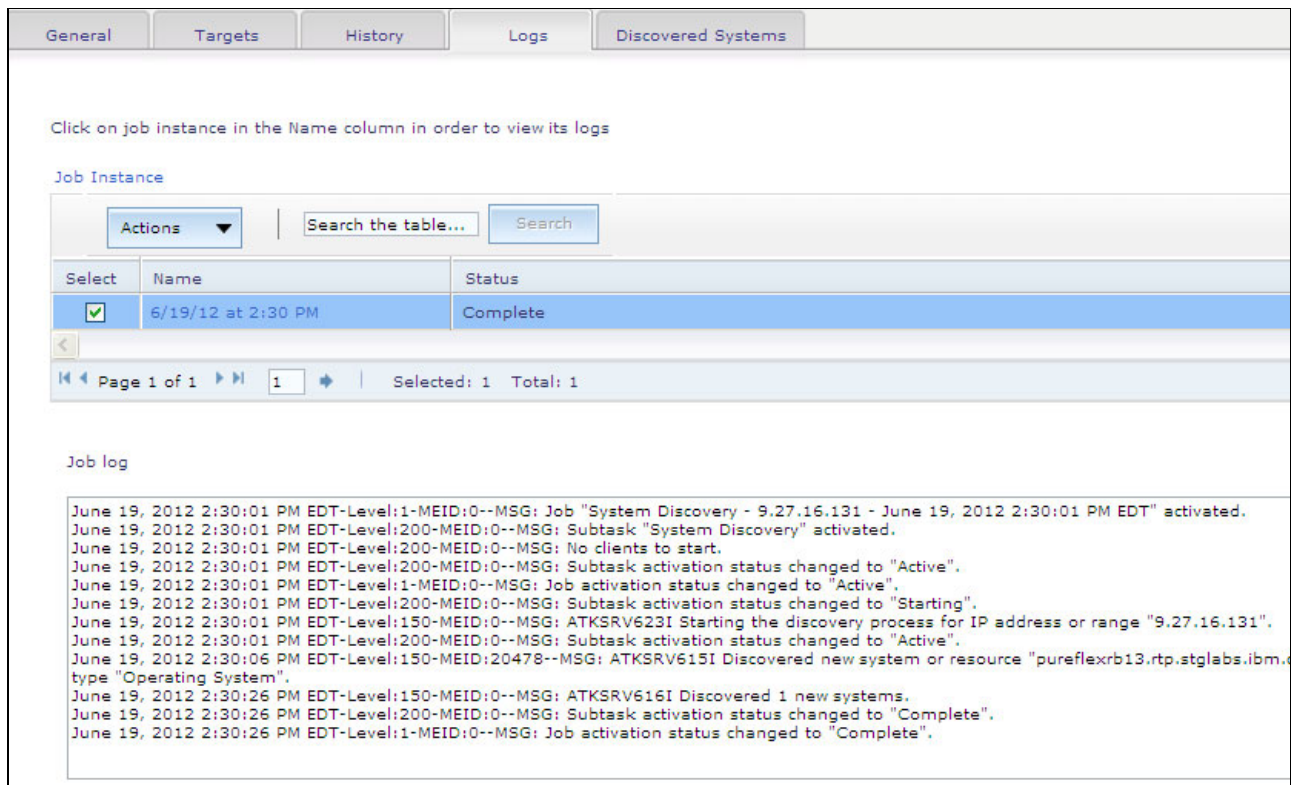 General Targets History Logs Discovered Systems
Click on job instance in the Name column in order to view its logs
Job Instance
Actions Search the table... Search
Select Name Status
6/19/12 at 2:30 PM Complete
Page 1 of 1 1 Selected: 1 Total: 1
Job log
June 19, 2012 2:30:01 PM EDT-Level:1-MEID:0--MSG: Job "System Discovery - 9.27.16.131 - June 19, 2012 2:30:01 PM EDT" activated.
June 19, 2012 2:30:01 PM EDT-Level:200-MEID:0--MSG: Subtask "System Discovery" activated.
June 19, 2012 2:30:01 PM EDT-Level:200-MEID:0--MSG: No clients to start.
June 19, 2012 2:30:01 PM EDT-Level:200-MEID:0--MSG: Subtask activation status changed to "Active".
June 19, 2012 2:30:01 PM EDT-Level:1-MEID:0--MSG: Job activation status changed to "Active".
June 19, 2012 2:30:01 PM EDT-Level:200-MEID:0--MSG: Subtask activation status changed to "Starting".
June 19, 2012 2:30:01 PM EDT-Level:150-MEID:0--MSG: ATKSRV623I Starting the discovery process for IP address or range "9.27.16.131".
June 19, 2012 2:30:01 PM EDT-Level:200-MEID:0--MSG: Subtask activation status changed to "Active".
June 19, 2012 2:30:06 PM EDT-Level:150-MEID:20478--MSG: ATKSRV615I Discovered new system or resource "pureflexrb13.rtp.stglabs.ibm.
type "Operating System".
June 19, 2012 2:30:26 PM EDT-Level:150-MEID:0--MSG: ATKSRV616I Discovered 1 new systems.
June 19, 2012 2:30:26 PM EDT-Level:200-MEID:0--MSG: Subtask activation status changed to "Complete".
June 19, 2012 2:30:26 PM EDT-Level:1-MEID:0--MSG: Job activation status changed to "Complete".